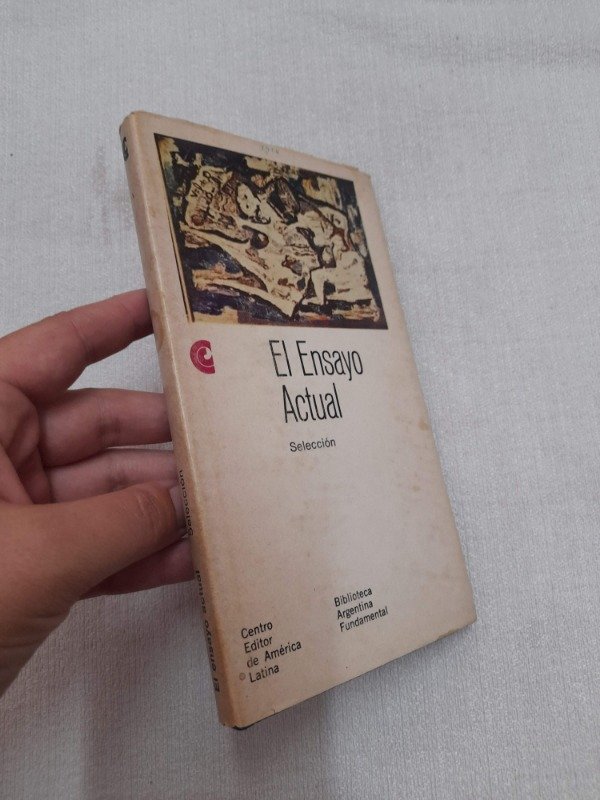 El Ensayo
Actual
Selección
Centro
Editor
de América
Latina
Biblioteca
Argentina
Fundamental
El ensayo actual Selección